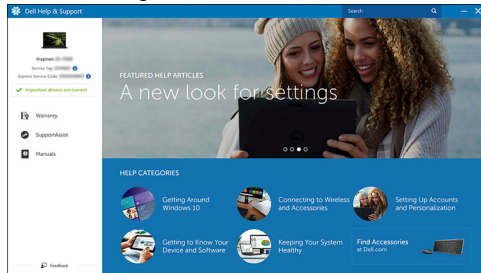 Dell Help & Support
Search
Inspiron
Service Tag
Express Service Code
Important drivers are current
Warranty
SupportAssist
Manuals
Feedback
FEATURED HELP ARTICLES
A new look for settings
HELP CATEGORIES
Getting Around
Windows 10
Connecting to Wireless
and Accessories
Setting Up Accounts
and Personalization
Getting to Know Your
Device and Software
Keeping Your System
Healthy
Find Accessories
at Dell.com